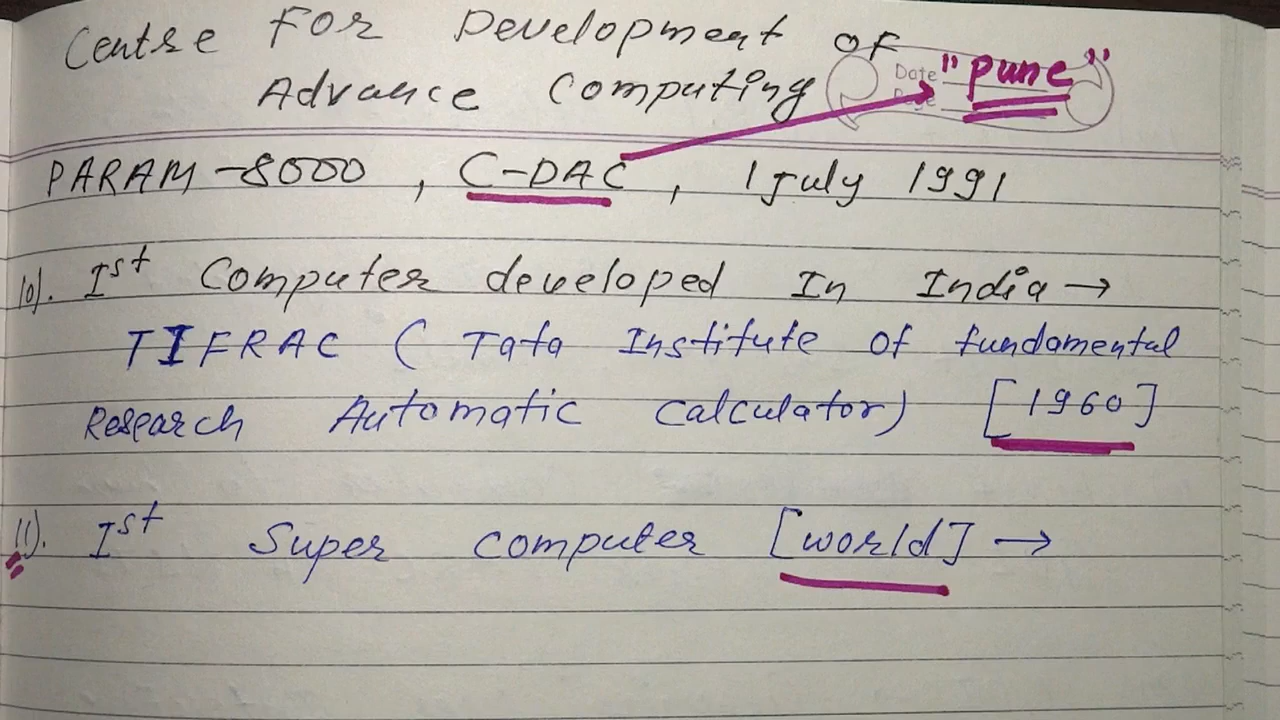 Centre For Development of
Advance Computing
Date "pune"
PARAM-8000, C-DAC, 1 July 1991
10). Ist Computer developed In India →
TIFRAC (Tata Institute of fundamental
Research Automatic Calculator) [1960]
11). Ist Super computer [world] →